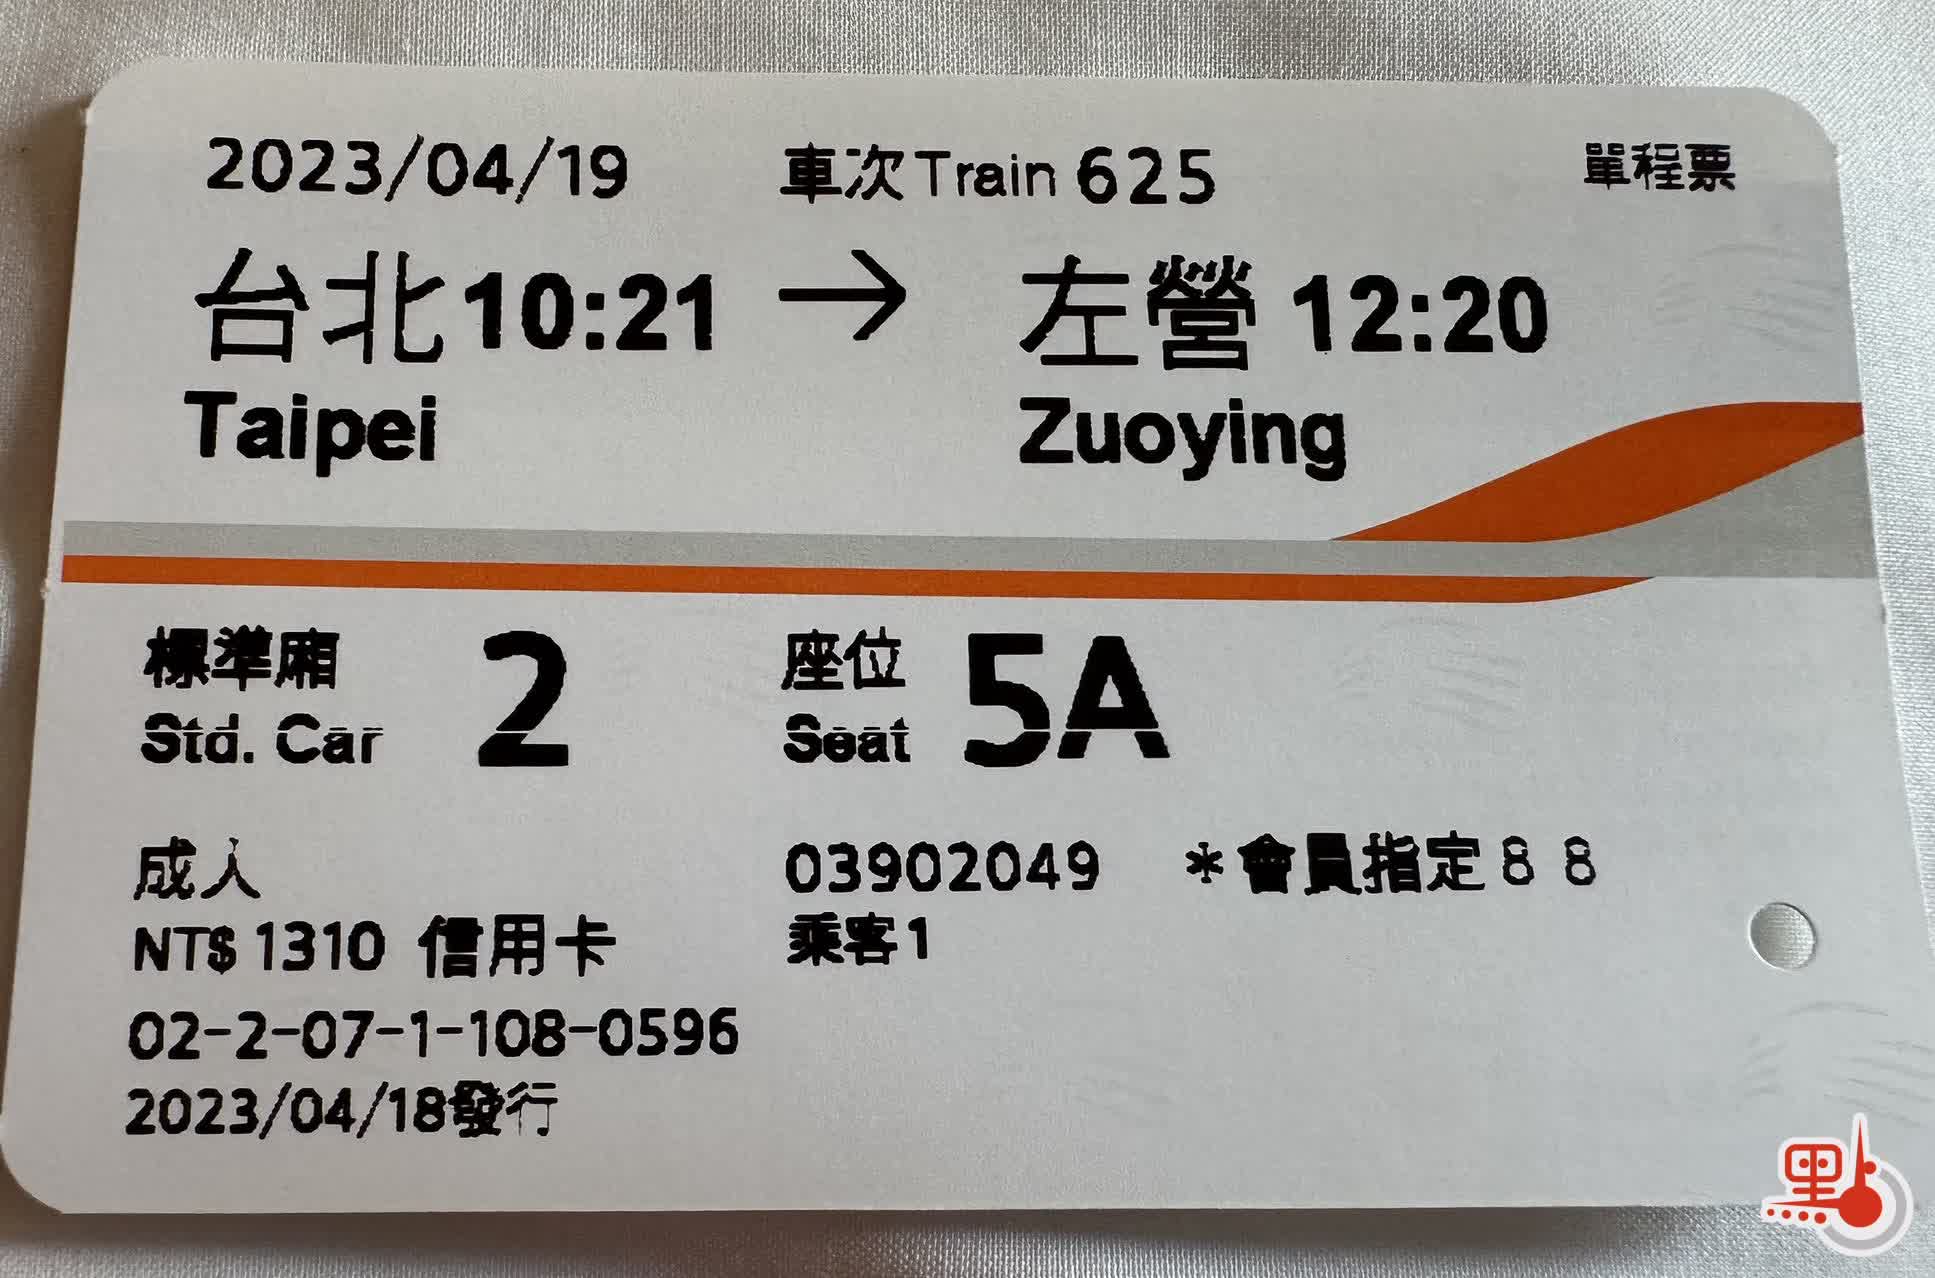 2023/04/19 車次Train 625 單程票
台北10:21 → 左營 12:20
Taipei Zuoying
標準廂 2 座位 5A
Std. Car Seat
成人 03902049 *會員指定８８
NT$ 1310 信用卡 乘客1
02-2-07-1-108-0596
2023/04/18發行
點